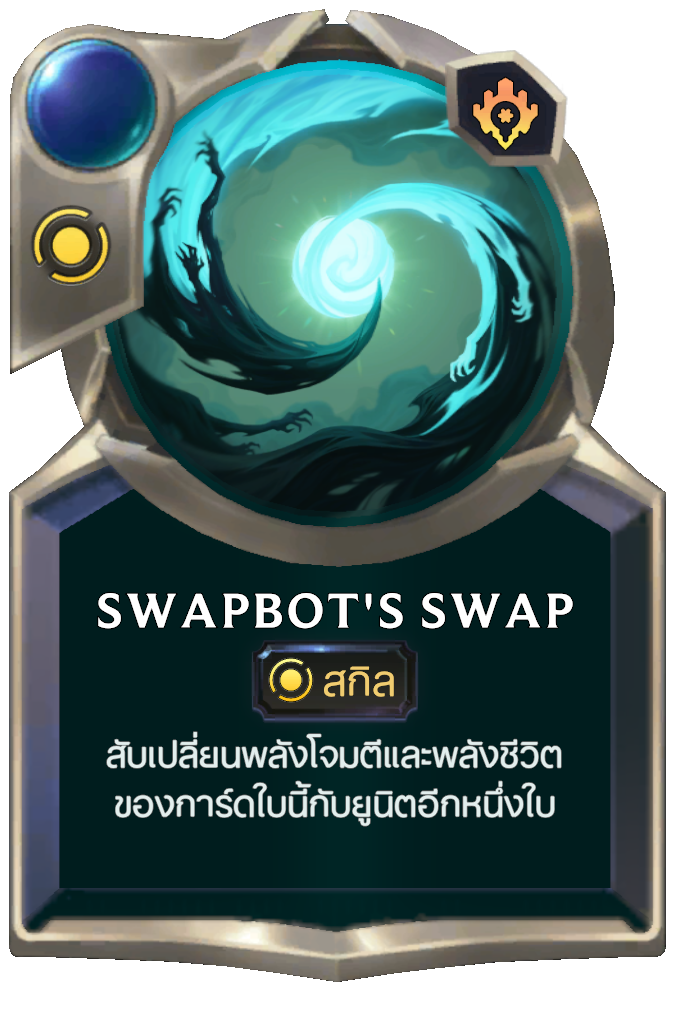 SWAPBOT'S SWAP
สกิล
สับเปลี่ยนพลังโจมตีและพลังชีวิต
ของการ์ดใบนี้กับยูนิตอีกหนึ่งใบ